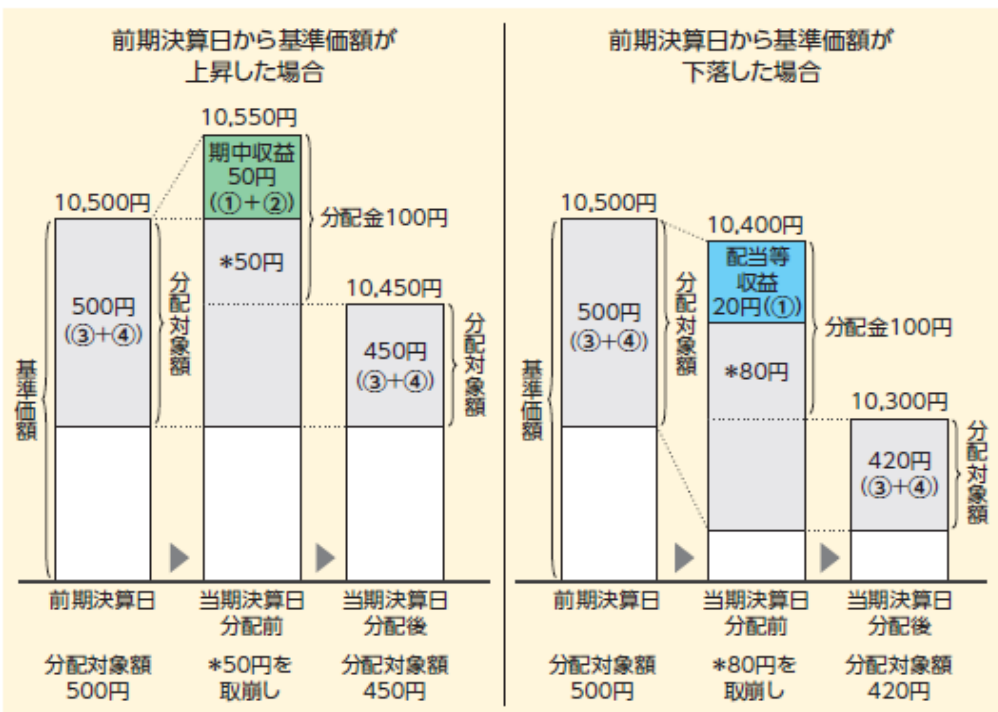 前期決算日から基準価額が
上昇した場合
10,550円
期中収益
50円
(①+②)
10,500円
分配金100円
*50円
10,450円
500円
(③+④)
分配対象額
450円
(③+④)
分配対象額
基準価額
前期決算日
当期決算日
分配前
当期決算日
分配後
分配対象額
500円
*50円を
取崩し
分配対象額
450円
前期決算日から基準価額が
下落した場合
10,500円
10,400円
配当等
収益
20円(①)
500円
(③+④)
分配対象額
分配金100円
*80円
10,300円
420円
(③+④)
分配対象額
基準価額
前期決算日
当期決算日
分配前
当期決算日
分配後
分配対象額
500円
*80円を
取崩し
分配対象額
420円